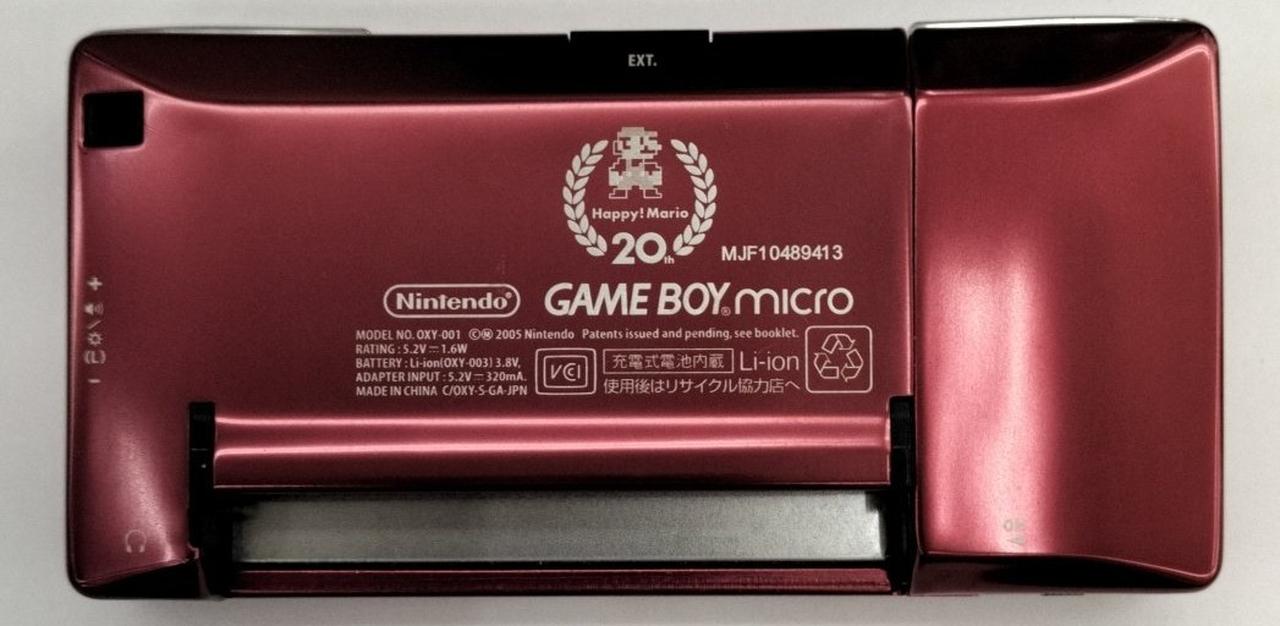 EXT.
Happy! Mario
20th
MJF10489413
Nintendo®
GAME BOY® micro
MODEL NO. OXY-001 ©Ⓜ 2005 Nintendo Patents issued and pending, see booklet.
RATING : 5.2V⎓1.6W
BATTERY : Li-ion(OXY-003) 3.8V,
ADAPTER INPUT : 5.2V⎓320mA.
MADE IN CHINA C/OXY-S-GA-JPN
VCI
充電式電池内蔵 Li-ion
使用後はリサイクル協力店へ
+
(L)
−